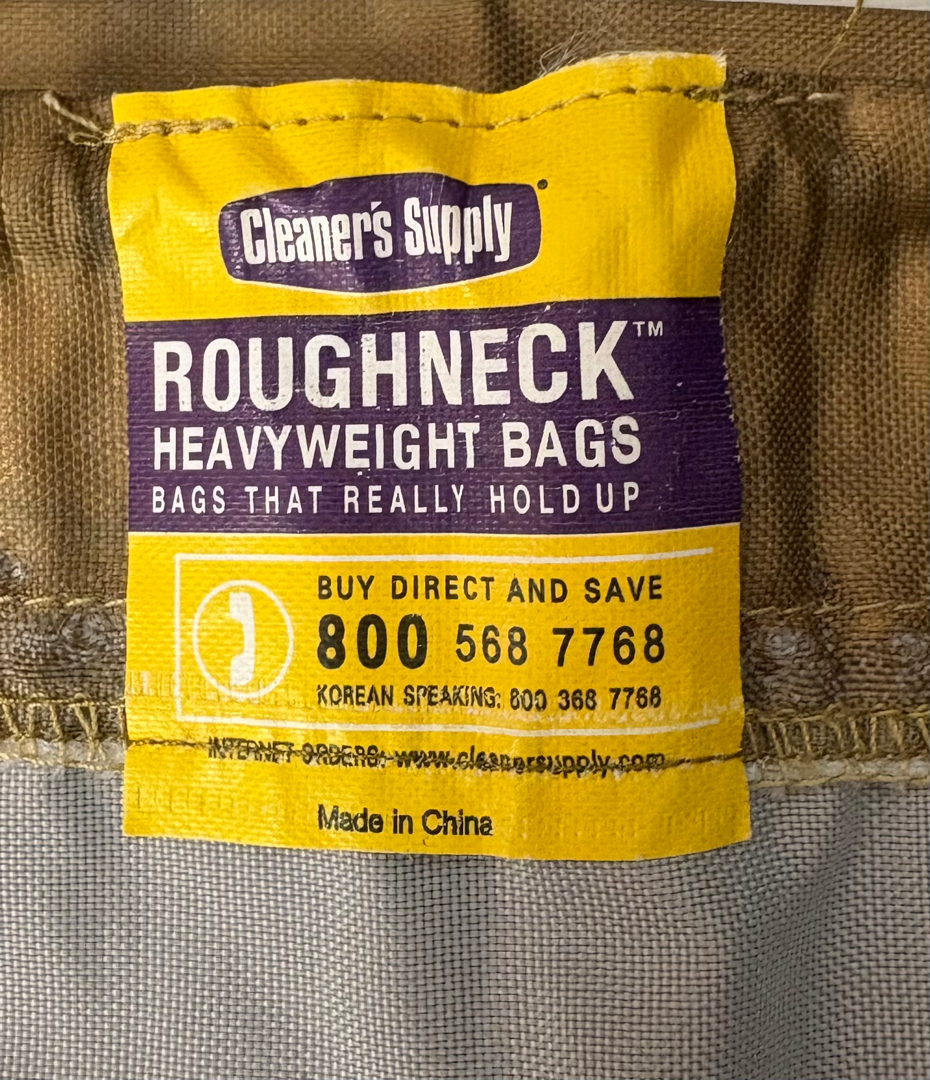 Cleaner's Supply
ROUGHNECK™
HEAVYWEIGHT BAGS
BAGS THAT REALLY HOLD UP
BUY DIRECT AND SAVE
800 568 7768
KOREAN SPEAKING: 800 368 7768
INTERNET ORDERS: www.cleanersupply.com
Made in China